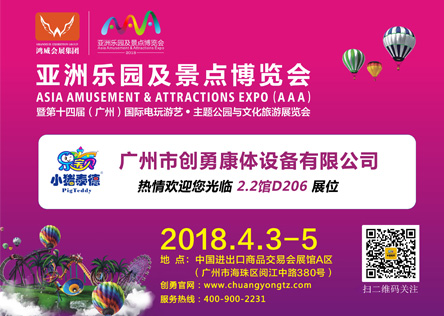 鸿威会展集团
亚洲乐园及景点博览会
Asia Amusement & Attractions Expo
2018
亚洲乐园及景点博览会
ASIA AMUSEMENT & ATTRACTIONS EXPO (AAA)
暨第十四届(广州)国际电玩游艺•主题公园与文化旅游展览会
小猪泰德
PigTeddy
广州市创勇康体设备有限公司
热情欢迎您光临 2.2馆D206 展位
2018.4.3-5
地 点: 中国进出口商品交易会展馆A区
(广州市海珠区阅江中路380号)
创勇官网: www.chuangyongtz.com
服务热线: 400-900-2231
扫二维码关注